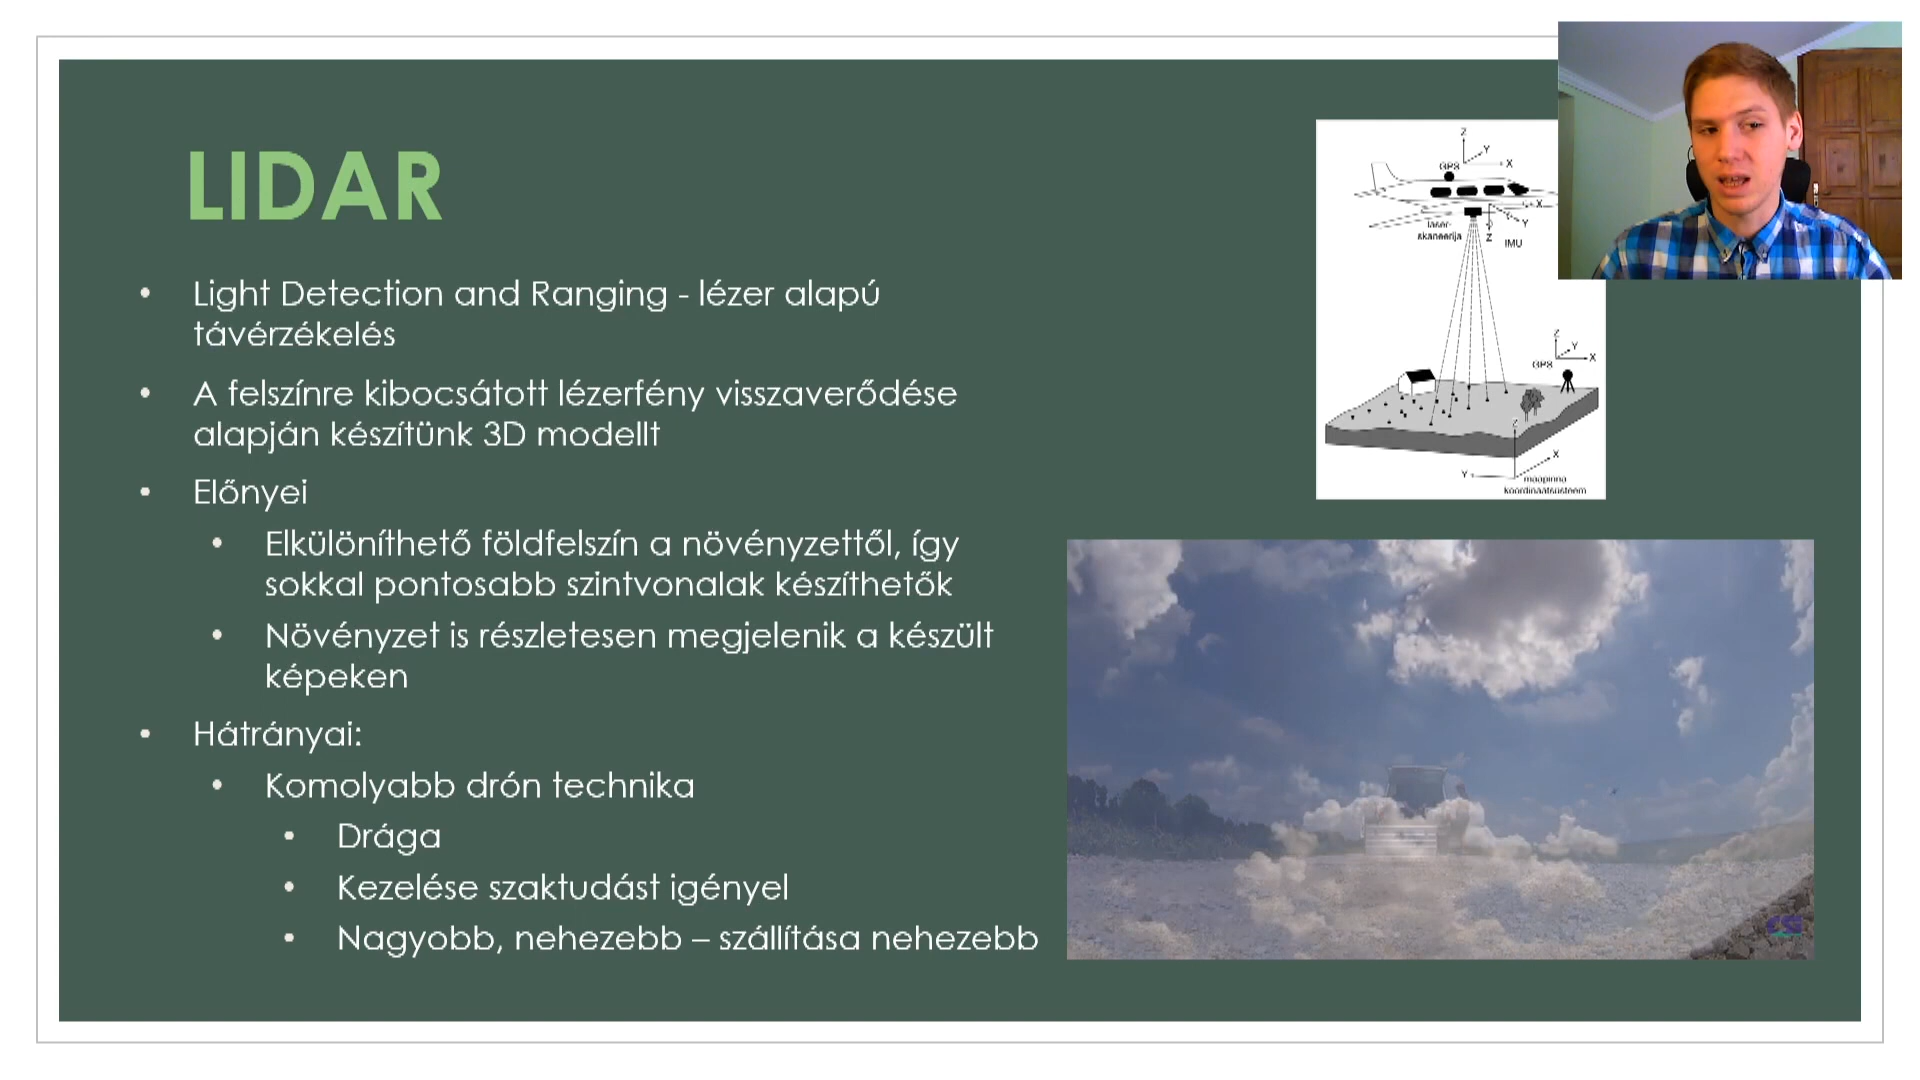 LIDAR
• Light Detection and Ranging - lézer alapú
távérzékelés
• A felszínre kibocsátott lézerfény visszaverődése
alapján készítünk 3D modellt
• Előnyei
• Elkülöníthető földfelszín a növényzettől, így
sokkal pontosabb szintvonalak készíthetők
• Növényzet is részletesen megjelenik a készült
képeken
• Hátrányai:
• Komolyabb drón technika
• Drága
• Kezelése szaktudást igényel
• Nagyobb, nehezebb – szállítása nehezebb
Z
Y
GPS
X
X
laser-
skaneerija
Z
Y
IMU
Z
Y
GPS
X
Z
X
Y
maapinna
koordinaatsüsteem